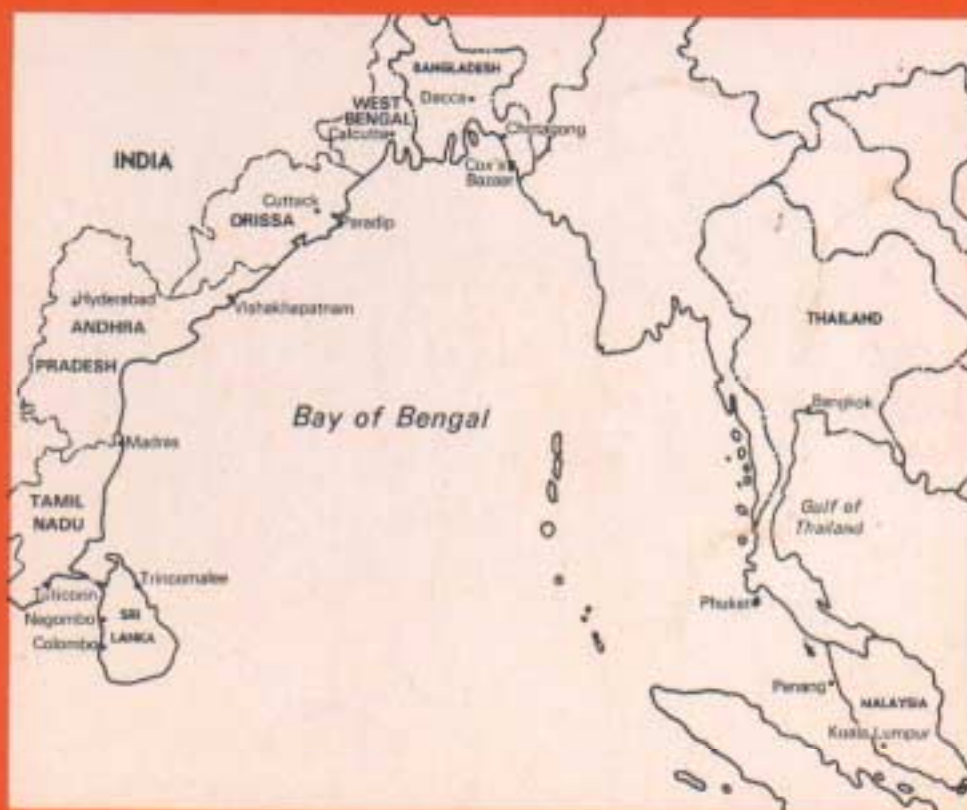 BANGLADESH
Dacca
WEST
BENGAL
Calcutta
Chittagong
Cox's
Bazaar
INDIA
Cuttack
ORISSA
Paradip
Hyderabad
Vishakhapatnam
ANDHRA
PRADESH
THAILAND
Bay of Bengal
Bangkok
Madras
TAMIL
NADU
Gulf of
Thailand
Tuticorin
Trincomalee
Negombo
SRI
LANKA
Colombo
Phuket
Penang
MALAYSIA
Kuala Lumpur